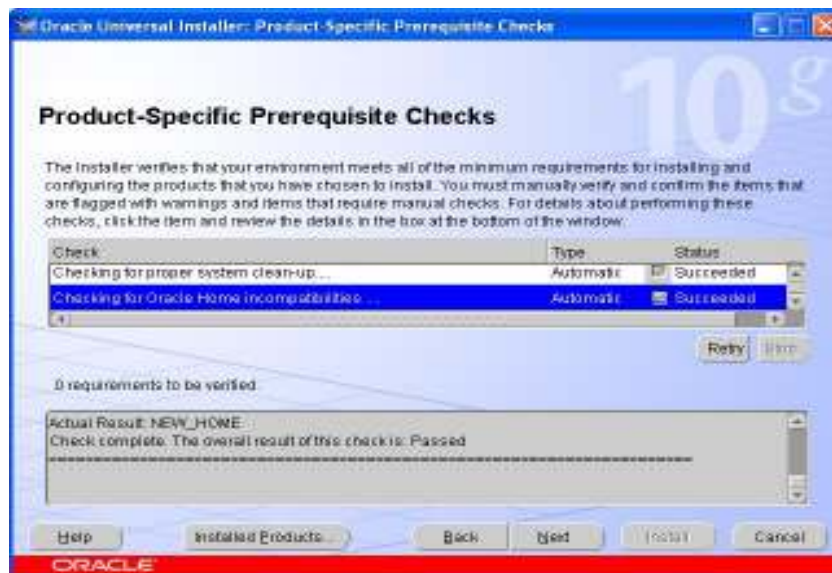 Oracle Universal Installer: Product-Specific Prerequisite Checks
10g
Product-Specific Prerequisite Checks
The Installer verifies that your environment meets all of the minimum requirements for installing and
configuring the products that you have chosen to install. You must manually verify and confirm the items that
are flagged with warnings and items that require manual checks. For details about performing these
checks, click the item and review the details in the box at the bottom of the window.
Check Type Status
Checking for proper system clean-up.... Automatic Succeeded
Checking for Oracle Home incompatibilities .... Automatic Succeeded
Retry Stop
0 requirements to be verified.
Actual Result: NEW_HOME
Check complete. The overall result of this check is: Passed
Help Installed Products... Back Next Install Cancel
ORACLE